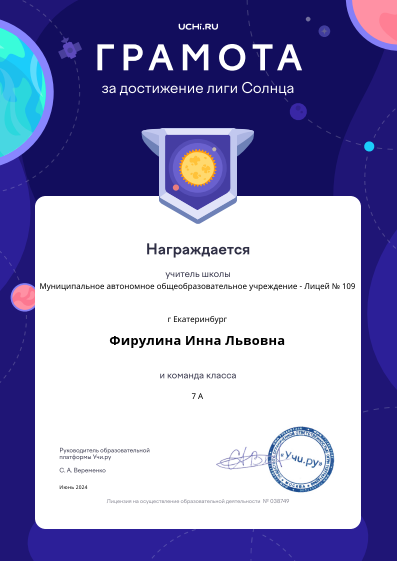 UCHi.RU
ГРАМОТА
за достижение лиги Солнца
Награждается
учитель школы
Муниципальное автономное общеобразовательное учреждение - Лицей № 109
г Екатеринбург
Фирулина Инна Львовна
и команда класса
7 А
Руководитель образовательной
платформы Учи.ру
С. А. Веременко
Июнь 2024
«Учи.ру»
МОСКВА
Лицензия на осуществление образовательной деятельности № 038749